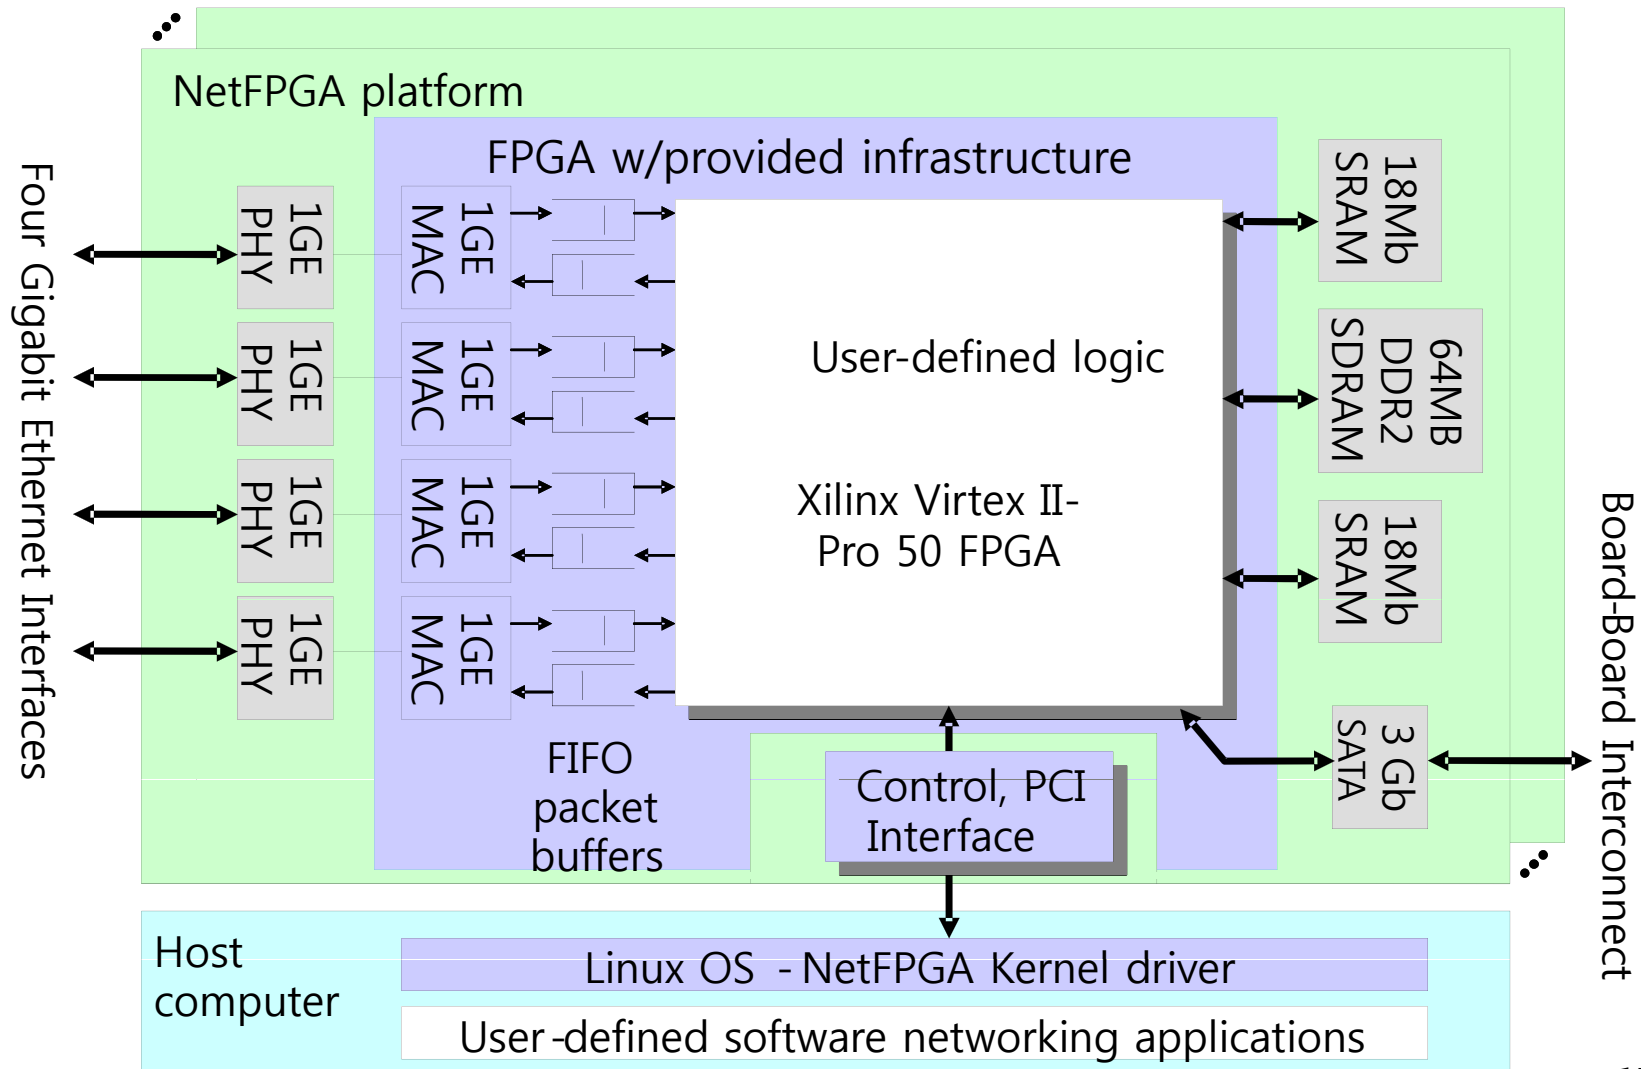 NetFPGA platform
FPGA w/provided infrastructure
Four Gigabit Ethernet Interfaces
1GE
PHY
1GE
MAC
1GE
PHY
1GE
MAC
1GE
PHY
1GE
MAC
1GE
PHY
1GE
MAC
User-defined logic
Xilinx Virtex II-
Pro 50 FPGA
18Mb
SRAM
64MB
DDR2
SDRAM
18Mb
SRAM
3 Gb
SATA
Board-Board Interconnect
FIFO
packet
buffers
Control, PCI
Interface
Host
computer
Linux OS - NetFPGA Kernel driver
User-defined software networking applications